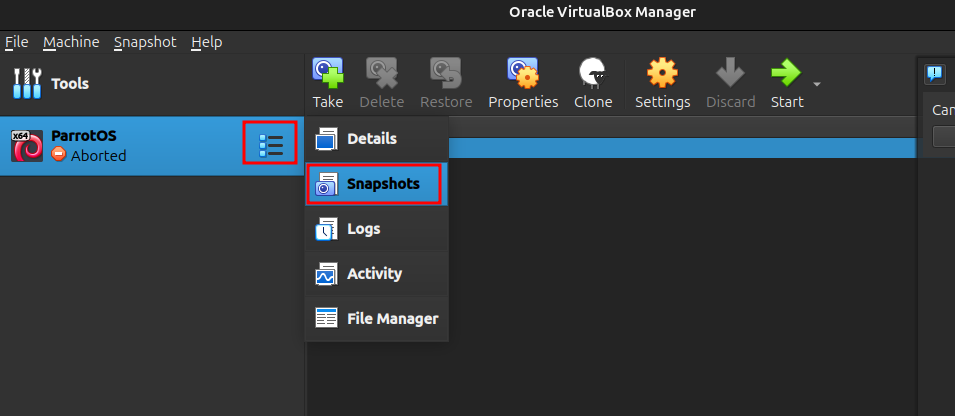 Oracle VirtualBox Manager
File Machine Snapshot Help
Tools
Take Delete Restore Properties Clone Settings Discard Start
x64
ParrotOS
Aborted
Details
Snapshots
Logs
Activity
File Manager